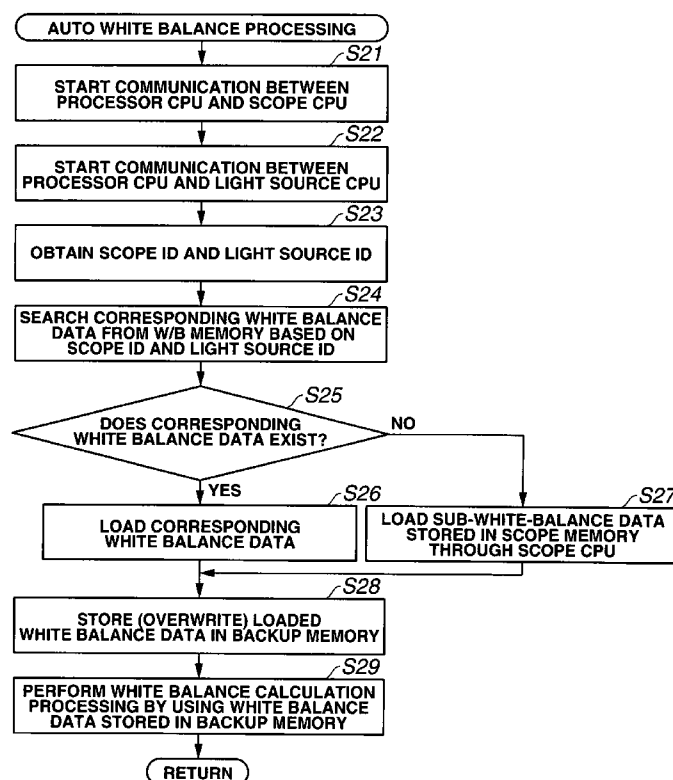 AUTO WHITE BALANCE PROCESSING
S21
START COMMUNICATION BETWEEN
PROCESSOR CPU AND SCOPE CPU
S22
START COMMUNICATION BETWEEN
PROCESSOR CPU AND LIGHT SOURCE CPU
S23
OBTAIN SCOPE ID AND LIGHT SOURCE ID
S24
SEARCH CORRESPONDING WHITE BALANCE
DATA FROM W/B MEMORY BASED ON
SCOPE ID AND LIGHT SOURCE ID
S25
DOES CORRESPONDING
WHITE BALANCE DATA EXIST?
NO
YES
S26
LOAD CORRESPONDING
WHITE BALANCE DATA
S27
LOAD SUB-WHITE-BALANCE DATA
STORED IN SCOPE MEMORY
THROUGH SCOPE CPU
S28
STORE (OVERWRITE) LOADED
WHITE BALANCE DATA IN BACKUP MEMORY
S29
PERFORM WHITE BALANCE CALCULATION
PROCESSING BY USING WHITE BALANCE
DATA STORED IN BACKUP MEMORY
RETURN